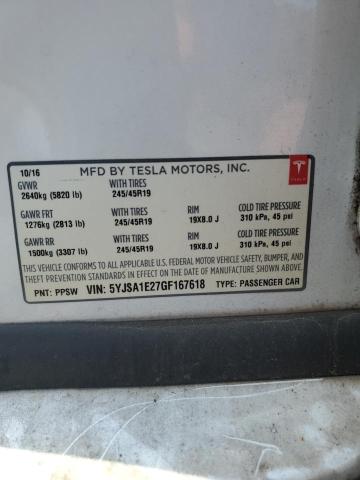 10/16 MFD BY TESLA MOTORS, INC.
GVWR WITH TIRES
2640kg (5820 lb) 245/45R19
GAWR FRT WITH TIRES RIM COLD TIRE PRESSURE
1276kg (2813 lb) 245/45R19 19X8.0 J 310 kPa, 45 psi
GAWR RR WITH TIRES RIM COLD TIRE PRESSURE
1500kg (3307 lb) 245/45R19 19X8.0 J 310 kPa, 45 psi
THIS VEHICLE CONFORMS TO ALL APPLICABLE U.S. FEDERAL MOTOR VEHICLE SAFETY, BUMPER, AND
THEFT PREVENTION STANDARDS IN EFFECT ON THE DATE OF MANUFACTURE SHOWN ABOVE.
PNT: PPSW VIN: 5YJSA1E27GF167618 TYPE: PASSENGER CAR